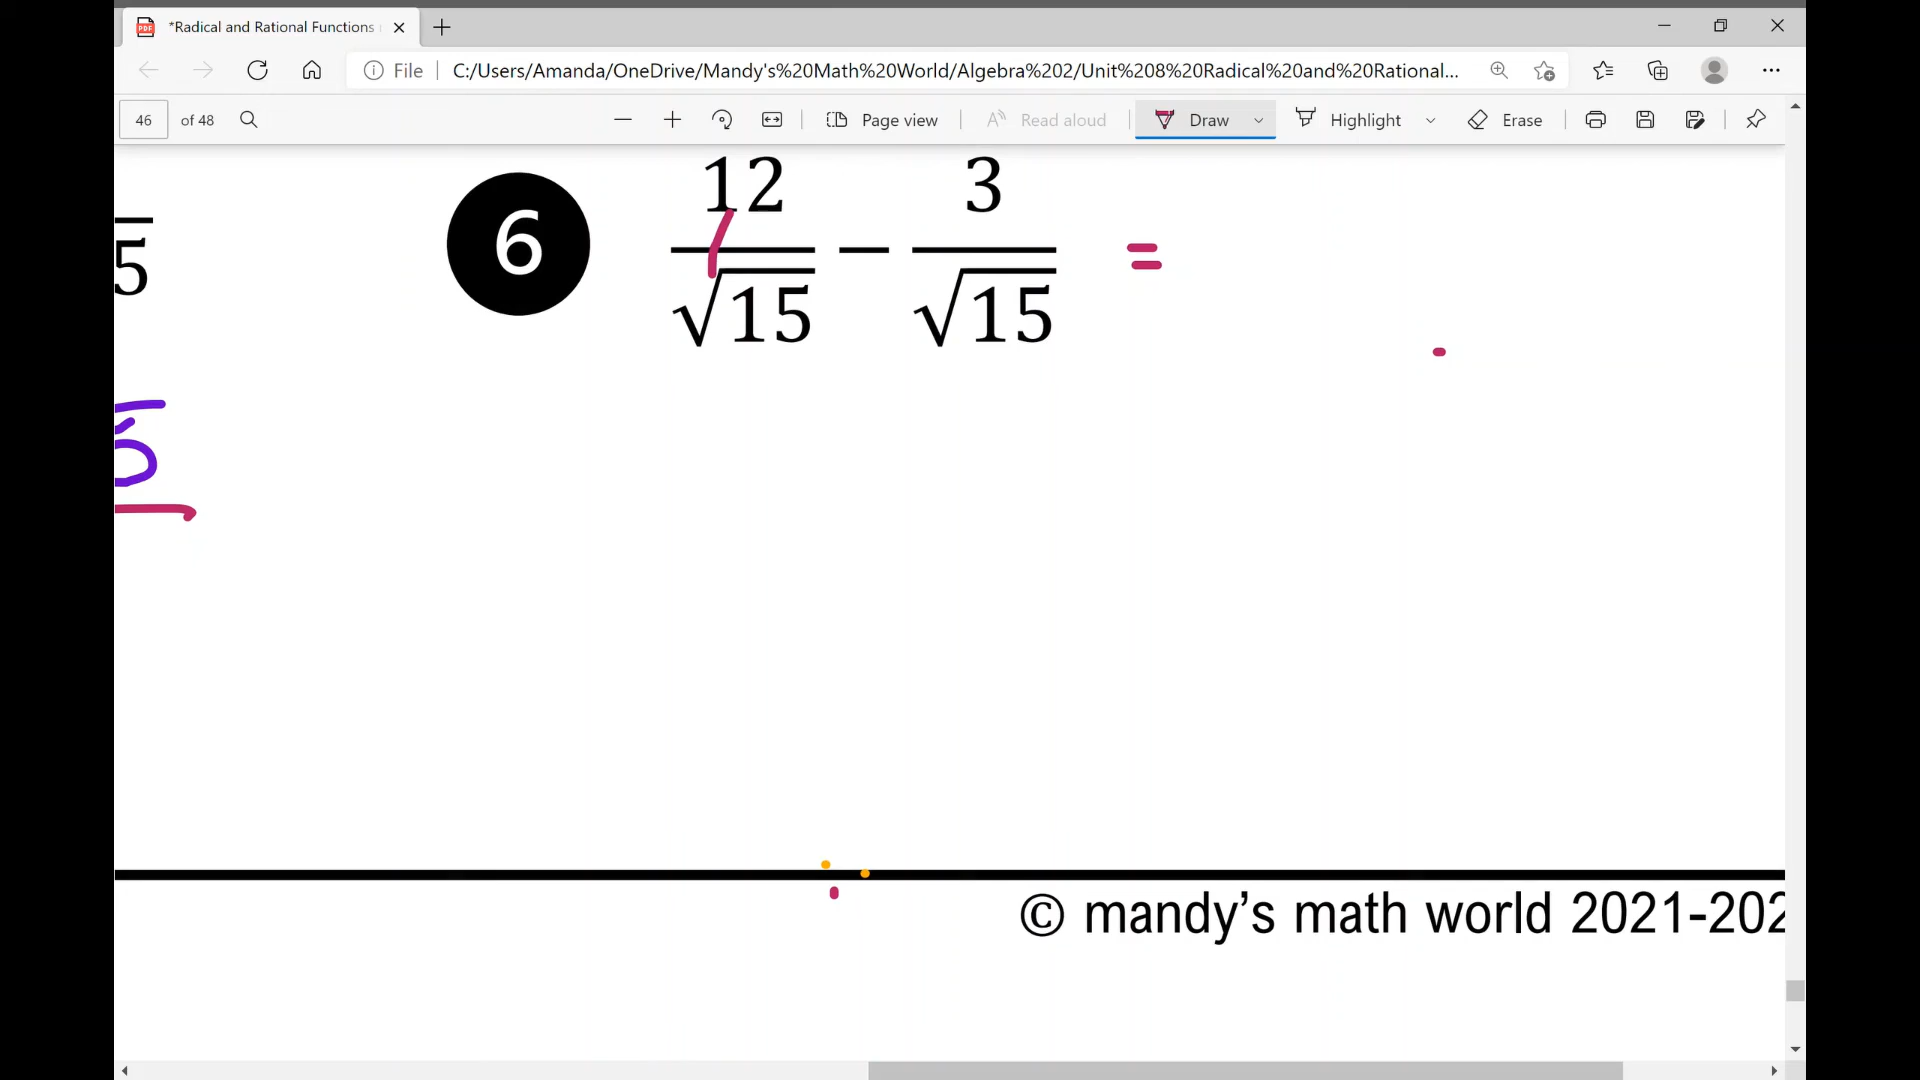 *Radical and Rational Functions
File C:/Users/Amanda/OneDrive/Mandy's%20Math%20World/Algebra%202/Unit%208%20Radical%20and%20Rational...
46 of 48 Page view Read aloud Draw Highlight Erase
6 12/√15 − 3/√15 =
5
5
© mandy's math world 2021-202